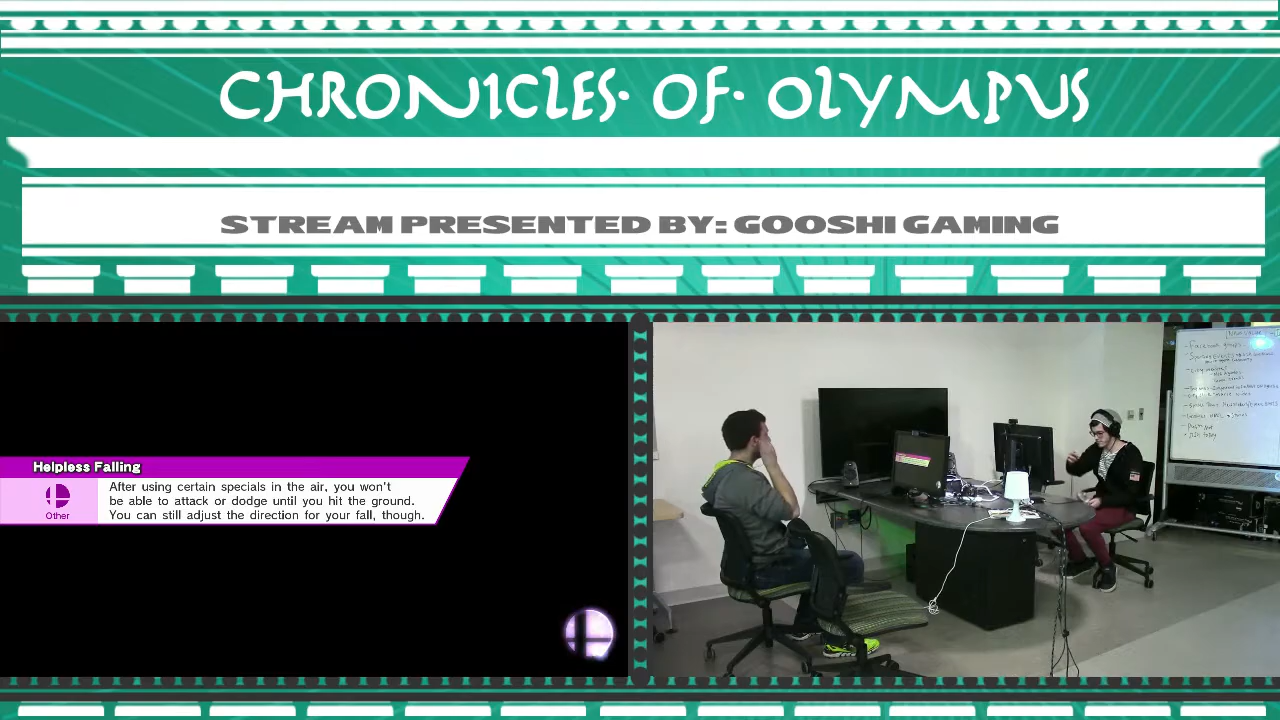 CHRONICLES OF OLYMPUS
STREAM PRESENTED BY: GOOSHI GAMING
Helpless Falling
Other
After using certain specials in the air, you won't
be able to attack or dodge until you hit the ground.
You can still adjust the direction for your fall, though.